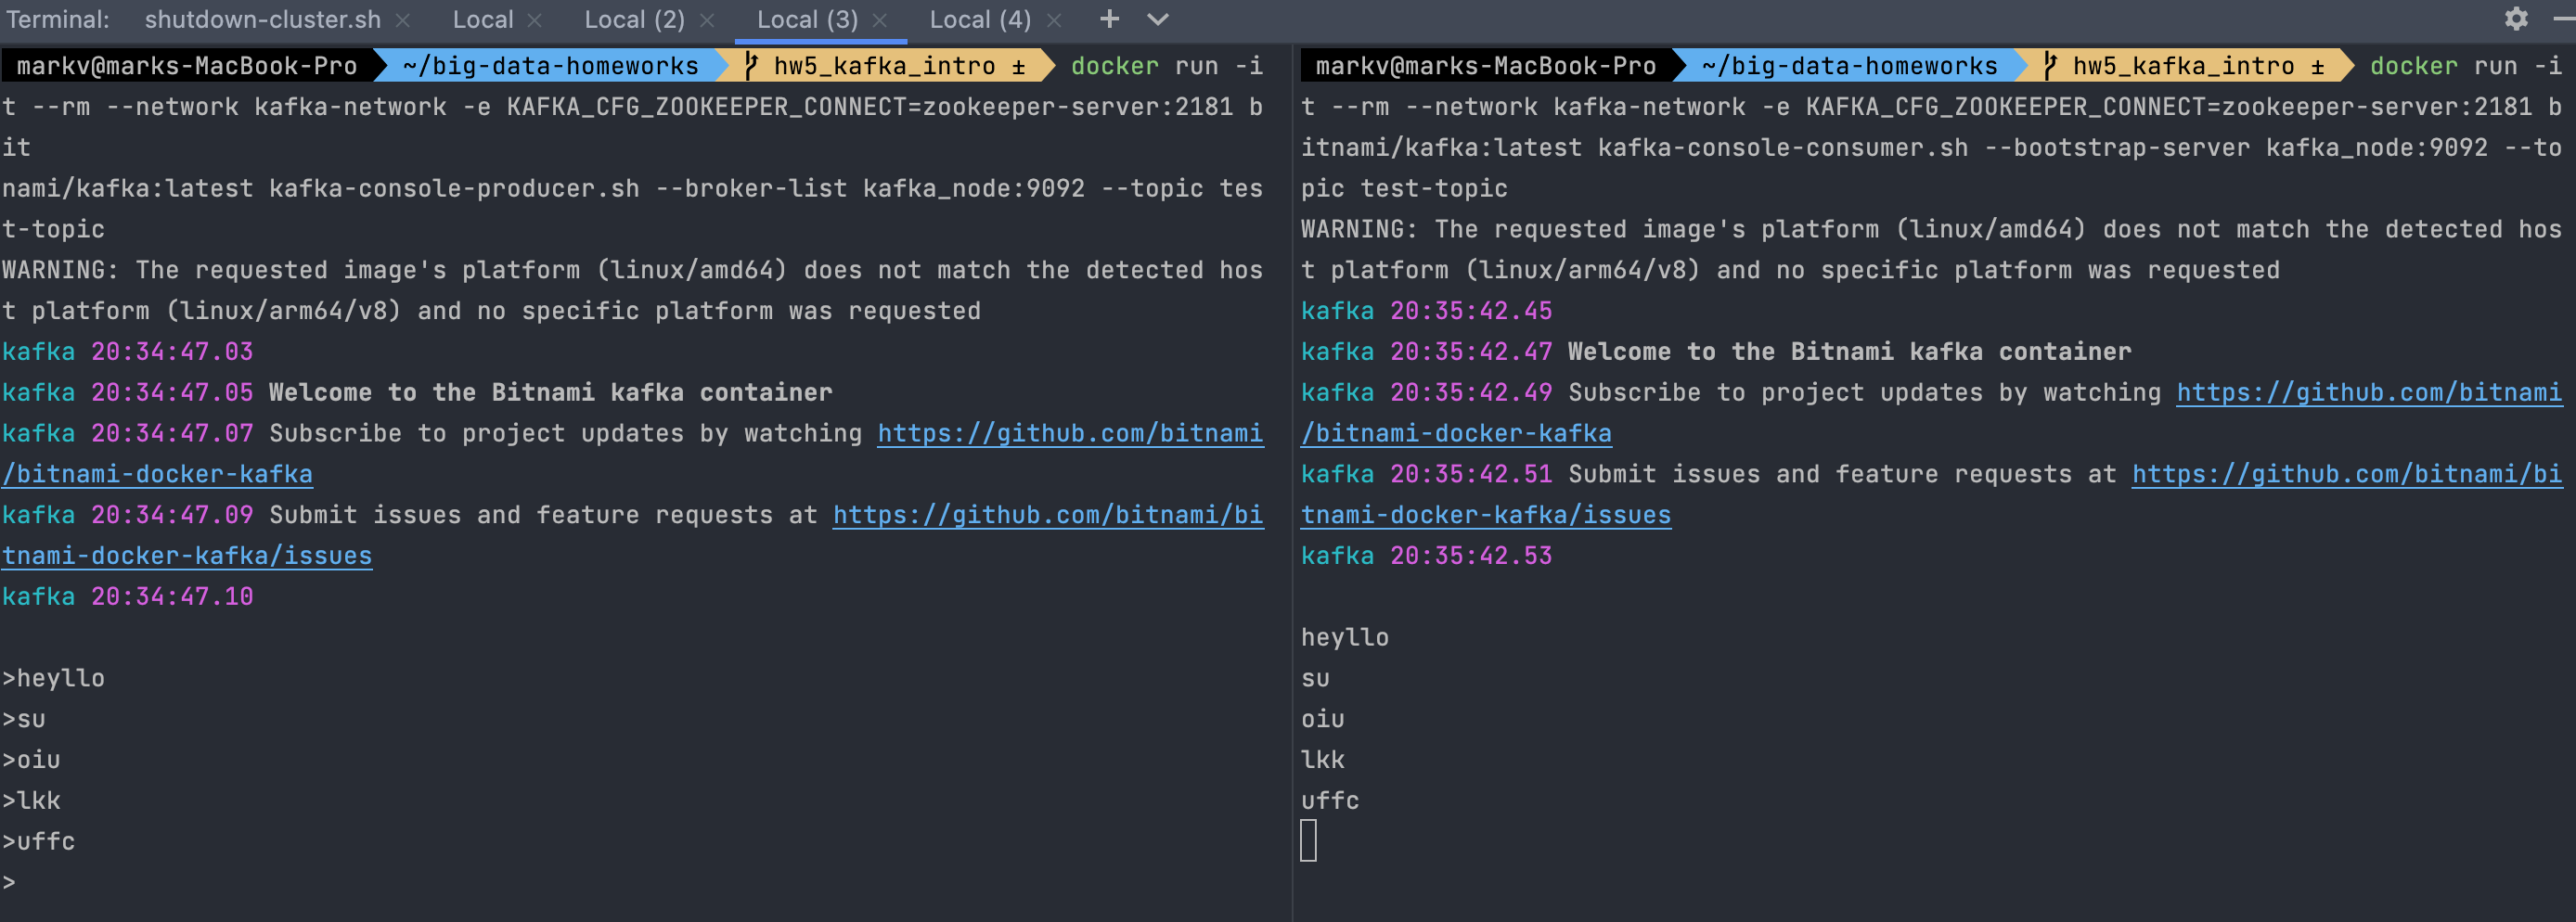 Terminal: shutdown-cluster.sh × Local × Local (2) × Local (3) × Local (4) × +
markv@marks-MacBook-Pro ~/big-data-homeworks hw5_kafka_intro ± docker run -i
t --rm --network kafka-network -e KAFKA_CFG_ZOOKEEPER_CONNECT=zookeeper-server:2181 b
it
nami/kafka:latest kafka-console-producer.sh --broker-list kafka_node:9092 --topic tes
t-topic
WARNING: The requested image's platform (linux/amd64) does not match the detected hos
t platform (linux/arm64/v8) and no specific platform was requested
kafka 20:34:47.03
kafka 20:34:47.05 Welcome to the Bitnami kafka container
kafka 20:34:47.07 Subscribe to project updates by watching https://github.com/bitnami
/bitnami-docker-kafka
kafka 20:34:47.09 Submit issues and feature requests at https://github.com/bitnami/bi
tnami-docker-kafka/issues
kafka 20:34:47.10
>heyllo
>su
>oiu
>lkk
>uffc
>
markv@marks-MacBook-Pro ~/big-data-homeworks hw5_kafka_intro ± docker run -i
t --rm --network kafka-network -e KAFKA_CFG_ZOOKEEPER_CONNECT=zookeeper-server:2181 b
itnami/kafka:latest kafka-console-consumer.sh --bootstrap-server kafka_node:9092 --to
pic test-topic
WARNING: The requested image's platform (linux/amd64) does not match the detected hos
t platform (linux/arm64/v8) and no specific platform was requested
kafka 20:35:42.45
kafka 20:35:42.47 Welcome to the Bitnami kafka container
kafka 20:35:42.49 Subscribe to project updates by watching https://github.com/bitnami
/bitnami-docker-kafka
kafka 20:35:42.51 Submit issues and feature requests at https://github.com/bitnami/bi
tnami-docker-kafka/issues
kafka 20:35:42.53
heyllo
su
oiu
lkk
uffc